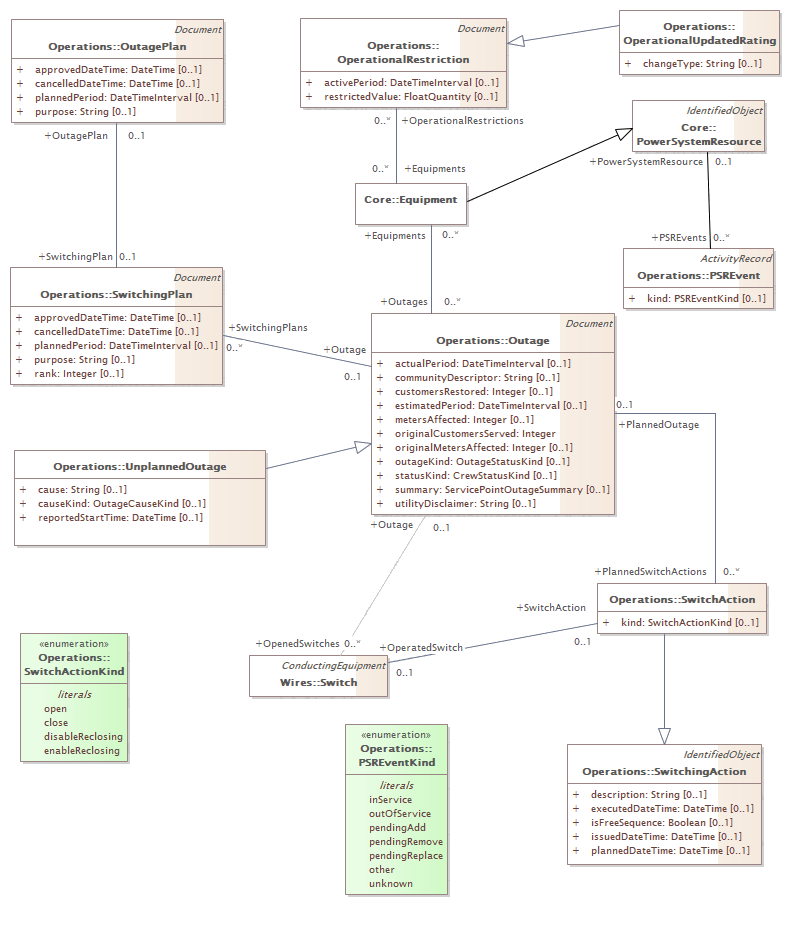 Document
Operations::OutagePlan
+ approvedDateTime: DateTime [0..1]
+ cancelledDateTime: DateTime [0..1]
+ plannedPeriod: DateTimeInterval [0..1]
+ purpose: String [0..1]
Document
Operations::
OperationalRestriction
+ activePeriod: DateTimeInterval [0..1]
+ restrictedValue: FloatQuantity [0..1]
Operations::
OperationalUpdatedRating
+ changeType: String [0..1]
IdentifiedObject
Core::
PowerSystemResource
+OutagePlan 0..1
0..* +OperationalRestrictions
0..* +Equipments
+PowerSystemResource 0..1
Core::Equipment
+Equipments 0..*
+PSREvents 0..*
ActivityRecord
Operations::PSREvent
+ kind: PSREventKind [0..1]
+SwitchingPlan 0..1
Document
Operations::SwitchingPlan
+ approvedDateTime: DateTime [0..1]
+ cancelledDateTime: DateTime [0..1]
+ plannedPeriod: DateTimeInterval [0..1]
+ purpose: String [0..1]
+ rank: Integer [0..1]
+SwitchingPlans
0..*
+Outage
0..1
+Outages 0..*
Document
Operations::Outage
+ actualPeriod: DateTimeInterval [0..1]
+ communityDescriptor: String [0..1]
+ customersRestored: Integer [0..1]
+ estimatedPeriod: DateTimeInterval [0..1]
+ metersAffected: Integer [0..1]
+ originalCustomersServed: Integer
+ originalMetersAffected: Integer [0..1]
+ outageKind: OutageStatusKind [0..1]
+ statusKind: CrewStatusKind [0..1]
+ summary: ServicePointOutageSummary [0..1]
+ utilityDisclaimer: String [0..1]
0..1
+PlannedOutage
Operations::UnplannedOutage
+ cause: String [0..1]
+ causeKind: OutageCauseKind [0..1]
+ reportedStartTime: DateTime [0..1]
+Outage 0..1
+PlannedSwitchActions 0..*
Operations::SwitchAction
+ kind: SwitchActionKind [0..1]
+SwitchAction
0..1
+OpenedSwitches 0..*
+OperatedSwitch
0..1
ConductingEquipment
Wires::Switch
«enumeration»
Operations::
SwitchActionKind
literals
open
close
disableReclosing
enableReclosing
«enumeration»
Operations::
PSREventKind
literals
inService
outOfService
pendingAdd
pendingRemove
pendingReplace
other
unknown
IdentifiedObject
Operations::SwitchingAction
+ description: String [0..1]
+ executedDateTime: DateTime [0..1]
+ isFreeSequence: Boolean [0..1]
+ issuedDateTime: DateTime [0..1]
+ plannedDateTime: DateTime [0..1]